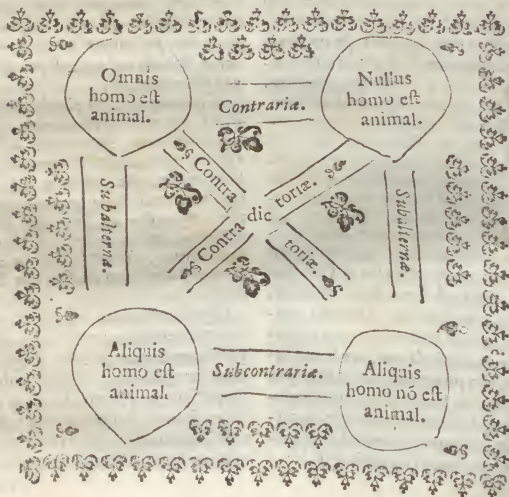 Omnis
homo eſt
animal.
Contrariæ.
Nullus
homo eſt
animal.
Subalternæ.
Contra
dic
toriæ.
Contra
toriæ.
Subalternæ.
Aliquis
homo eſt
animal.
Subcontrariæ.
Aliquis
homo nó eſt
animal.